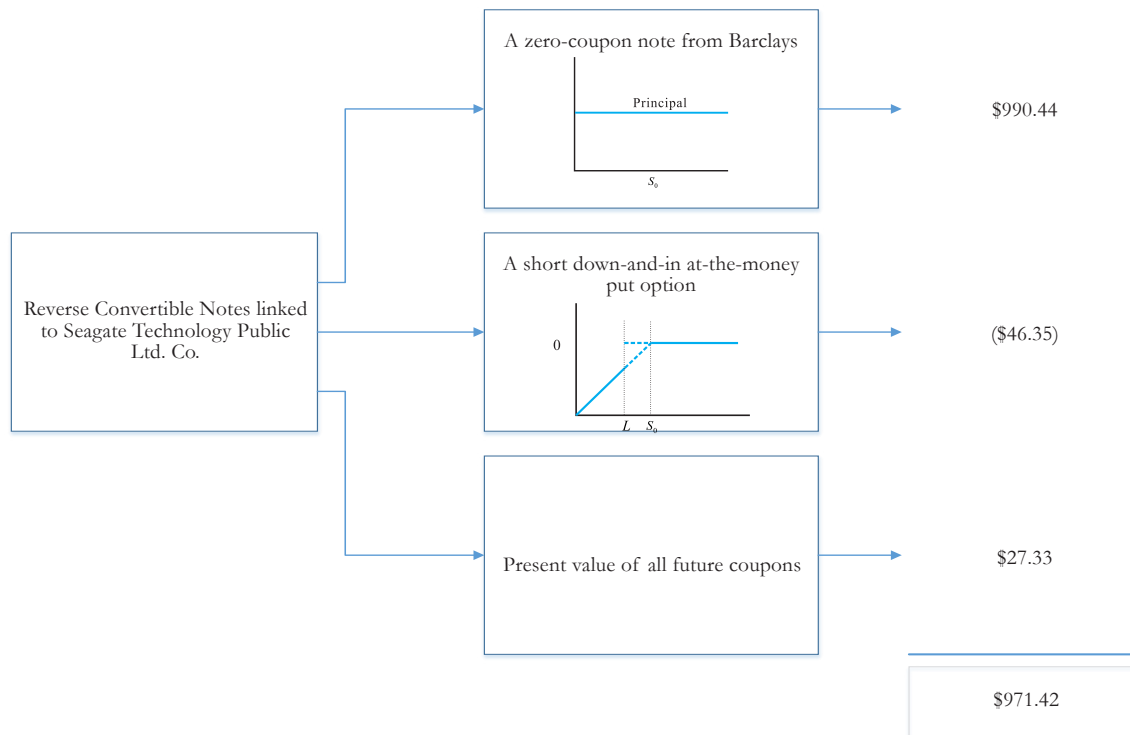 A zero-coupon note from Barclays
Principal
S₀
$990.44
Reverse Convertible Notes linked
to Seagate Technology Public
Ltd. Co.
A short down-and-in at-the-money
put option
0
L S₀
($46.35)
Present value of all future coupons
$27.33
$971.42